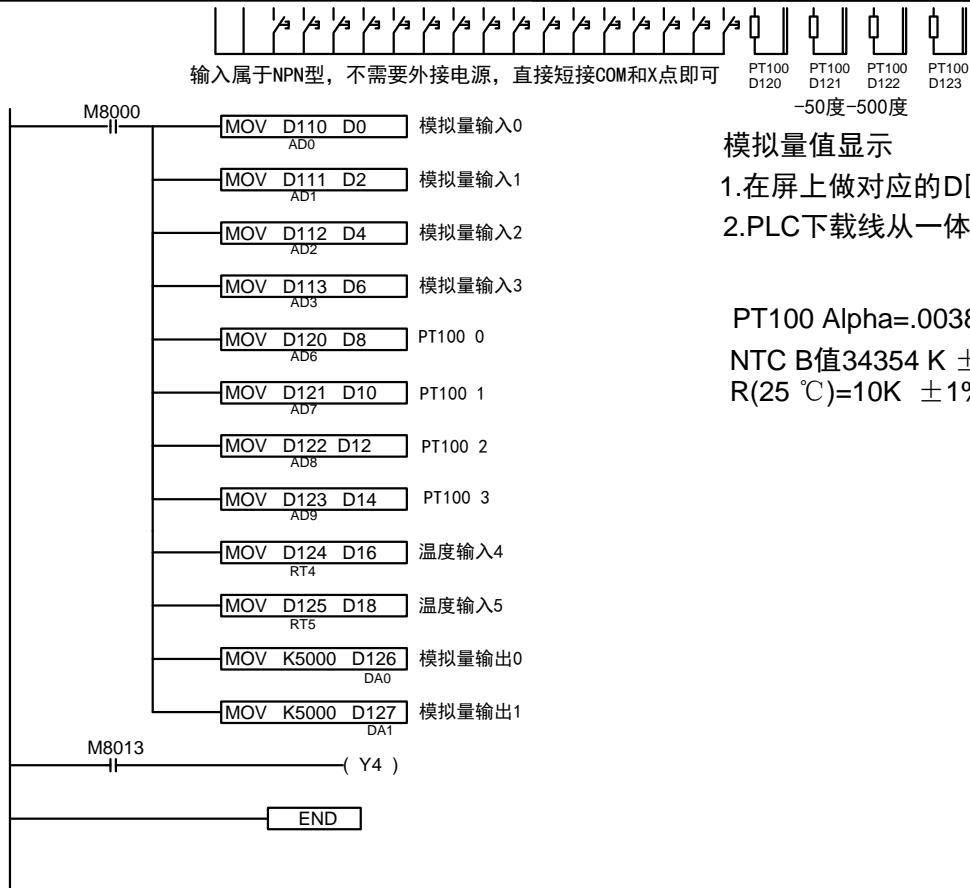 输入属于NPN型，不需要外接电源，直接短接COM和X点即可
PT100 PT100 PT100 PT100
D120 D121 D122 D123
-50度-500度
M8000
MOV D110 D0 模拟量输入0
AD0
MOV D111 D2 模拟量输入1
AD1
MOV D112 D4 模拟量输入2
AD2
MOV D113 D6 模拟量输入3
AD3
MOV D120 D8 PT100 0
AD6
MOV D121 D10 PT100 1
AD7
MOV D122 D12 PT100 2
AD8
MOV D123 D14 PT100 3
AD9
MOV D124 D16 温度输入4
RT4
MOV D125 D18 温度输入5
RT5
MOV K5000 D126 模拟量输出0
DA0
MOV K5000 D127 模拟量输出1
DA1
M8013
( Y4 )
END
模拟量值显示
1.在屏上做对应的D
2.PLC下载线从一体
PT100 Alpha=.0038
NTC B值34354 K ±
R(25 ℃)=10K ±1%